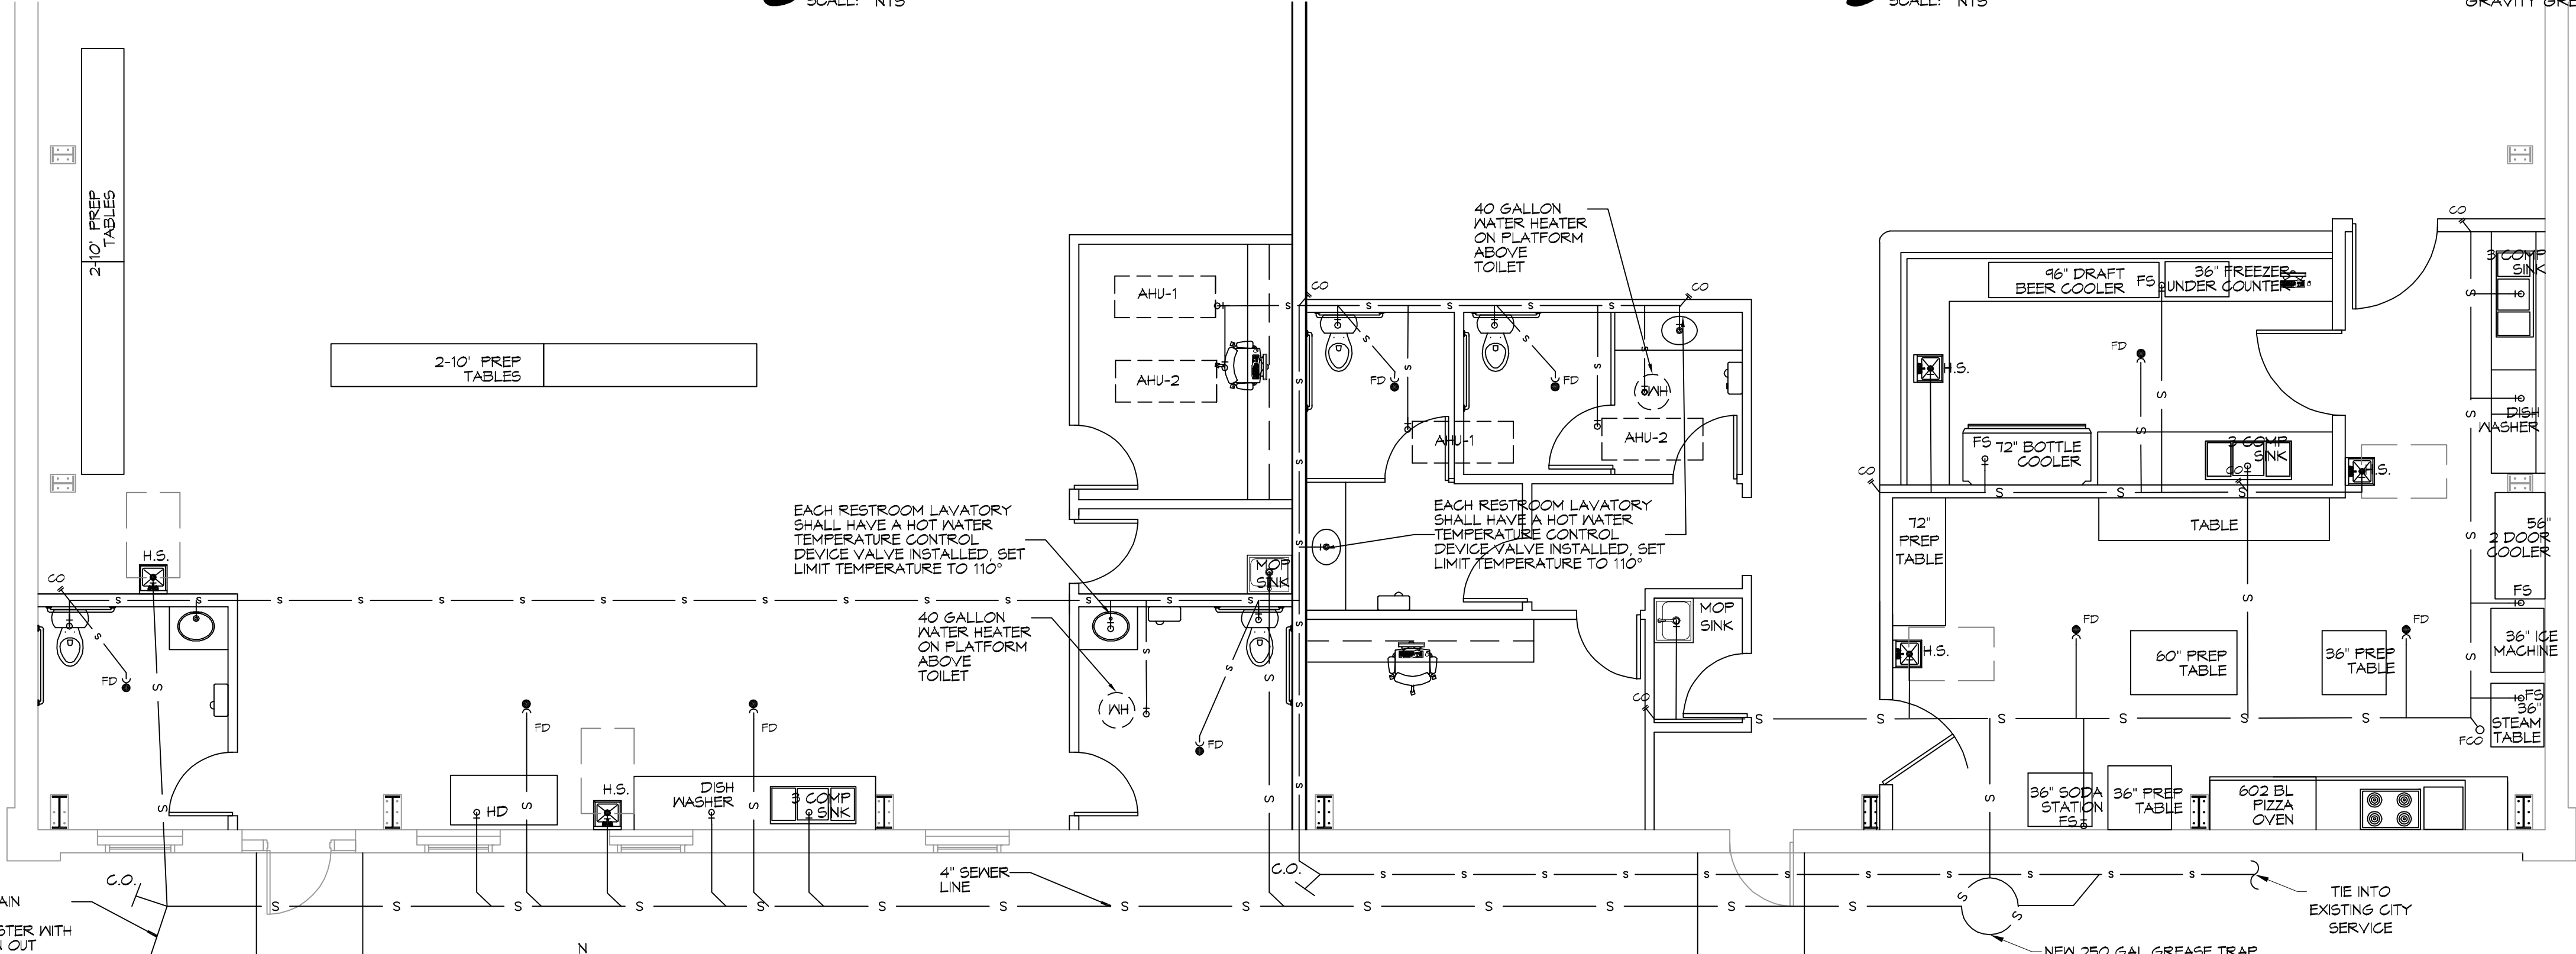 SCALE: NTS
SCALE: NTS
2-10' PREP
TABLES
2-10' PREP
TABLES
AHU-1
AHU-2
40 GALLON
WATER HEATER
ON PLATFORM
ABOVE
TOILET
CO
CO
FD
FD
WH
AHU-1
AHU-2
96" DRAFT
BEER COOLER
FS
36" FREEZER
UNDER COUNTER
CO
3 COMP
SINK
H.S.
FD
DISH
WASHER
FS
72" BOTTLE
COOLER
3 COMP
SINK
CO
CO
H.S.
EACH RESTROOM LAVATORY
SHALL HAVE A HOT WATER
TEMPERATURE CONTROL
DEVICE VALVE INSTALLED, SET
LIMIT TEMPERATURE TO 110°
EACH RESTROOM LAVATORY
SHALL HAVE A HOT WATER
TEMPERATURE CONTROL
DEVICE VALVE INSTALLED, SET
LIMIT TEMPERATURE TO 110°
72"
PREP
TABLE
TABLE
56"
2 DOOR
COOLER
FS
H.S.
CO
MOP
SINK
40 GALLON
WATER HEATER
ON PLATFORM
ABOVE
TOILET
MOP
SINK
H.S.
FD
60" PREP
TABLE
36" PREP
TABLE
FD
36" ICE
MACHINE
FS
36"
STEAM
TABLE
FCO
FD
FD
FD
WH
FD
CO
HD
H.S.
DISH
WASHER
3 COMP
SINK
36" SODA
STATION
FS
36" PREP
TABLE
602 BL
PIZZA
OVEN
C.O.
4" SEWER
LINE
C.O.
TIE INTO
EXISTING CITY
SERVICE
N OUT
N
NEW 250 GAL GREASE TRAP